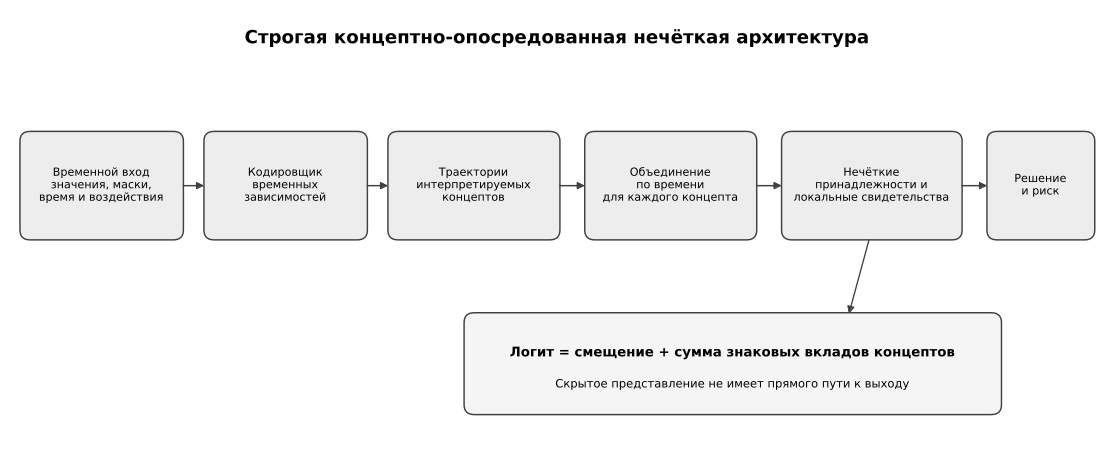 Строгая концептно-опосредованная нечёткая архитектура
Временной вход
значения, маски,
время и воздействия
Кодировщик
временных
зависимостей
Траектории
интерпретируемых
концептов
Объединение
по времени
для каждого концепта
Нечёткие
принадлежности и
локальные свидетельства
Решение
и риск
Логит = смещение + сумма знаковых вкладов концептов
Скрытое представление не имеет прямого пути к выходу